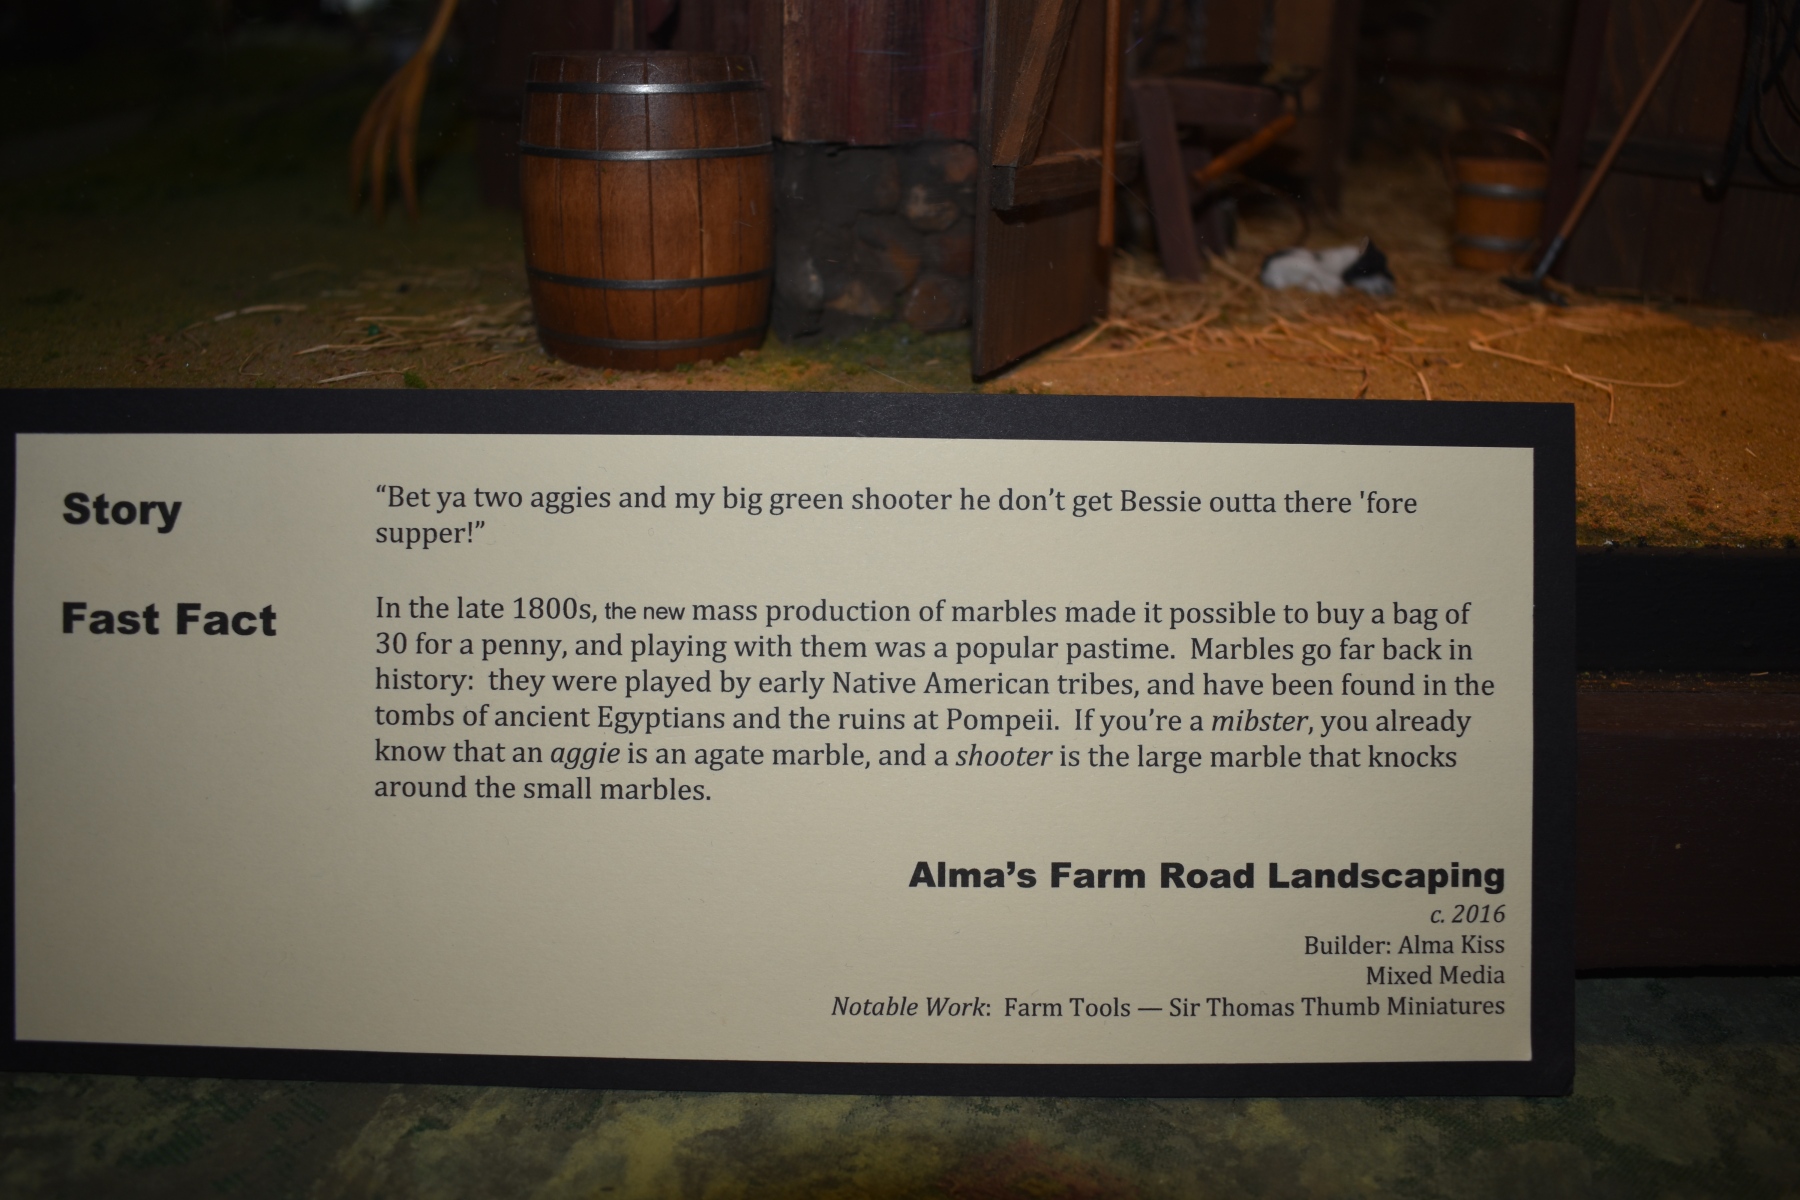 Story
“Bet ya two aggies and my big green shooter he don’t get Bessie outta there 'fore
supper!”
Fast Fact
In the late 1800s, the new mass production of marbles made it possible to buy a bag of
30 for a penny, and playing with them was a popular pastime.  Marbles go far back in
history:  they were played by early Native American tribes, and have been found in the
tombs of ancient Egyptians and the ruins at Pompeii.  If you’re a mibster, you already
know that an aggie is an agate marble, and a shooter is the large marble that knocks
around the small marbles.
Alma’s Farm Road Landscaping
c. 2016
Builder: Alma Kiss
Mixed Media
Notable Work:  Farm Tools — Sir Thomas Thumb Miniatures